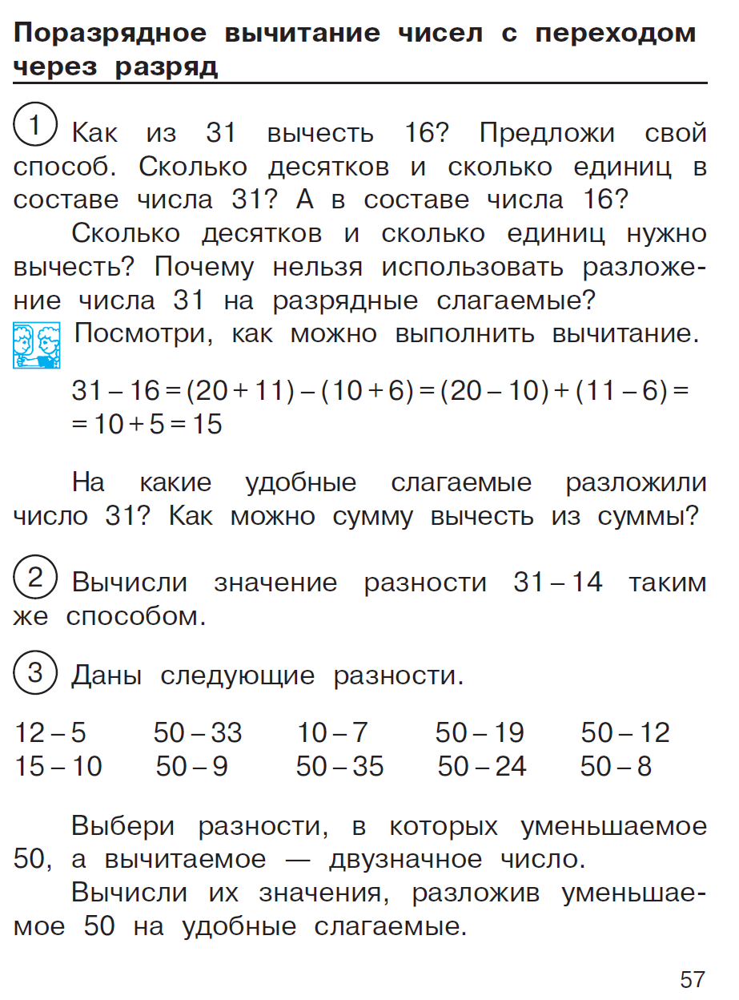 Поразрядное вычитание чисел с переходом
через разряд
1 Как из 31 вычесть 16? Предложи свой
способ. Сколько десятков и сколько единиц в
составе числа 31? А в составе числа 16?
Сколько десятков и сколько единиц нужно
вычесть? Почему нельзя использовать разложе-
ние числа 31 на разрядные слагаемые?
Посмотри, как можно выполнить вычитание.
31 – 16 = (20 + 11) – (10 + 6) = (20 – 10) + (11 – 6) =
= 10 + 5 = 15
На какие удобные слагаемые разложили
число 31? Как можно сумму вычесть из суммы?
2 Вычисли значение разности 31 – 14 таким
же способом.
3 Даны следующие разности.
12 – 5 50 – 33 10 – 7 50 – 19 50 – 12
15 – 10 50 – 9 50 – 35 50 – 24 50 – 8
Выбери разности, в которых уменьшаемое
50, а вычитаемое — двузначное число.
Вычисли их значения, разложив уменьшае-
мое 50 на удобные слагаемые.
57